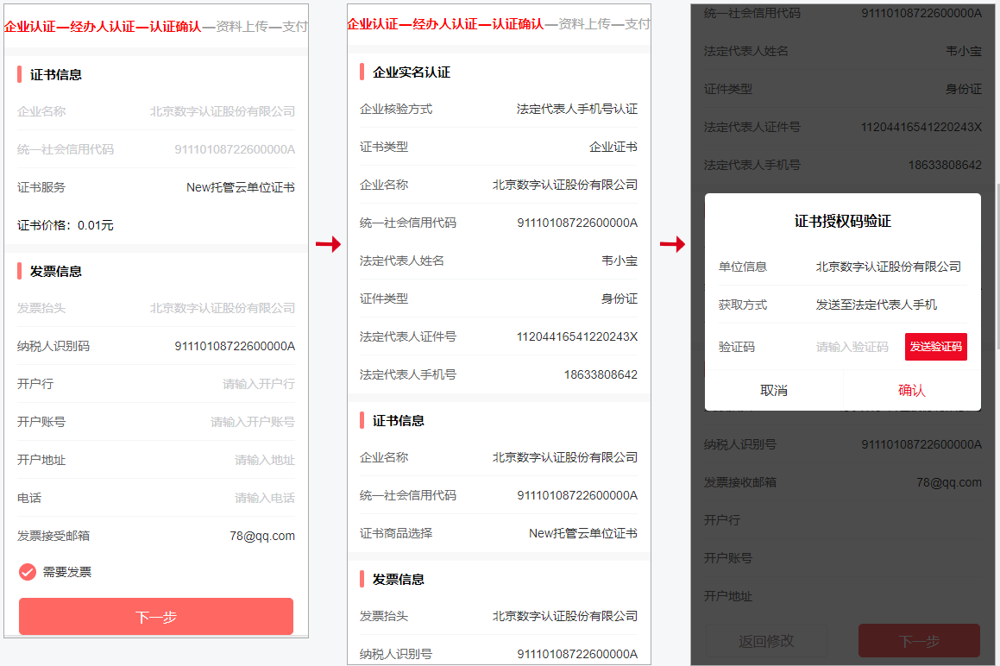 企业认证—经办人认证—认证确认—资料上传—支付
证书信息
企业名称 北京数字认证股份有限公司
统一社会信用代码 91110108722600000A
证书服务 New托管云单位证书
证书价格：0.01元
发票信息
发票抬头 北京数字认证股份有限公司
纳税人识别码 91110108722600000A
开户行 请输入开户行
开户账号 请输入开户账号
开户地址 请输入地址
电话 请输入电话
发票接受邮箱 78@qq.com
需要发票
下一步
企业认证—经办人认证—认证确认—资料上传—支付
企业实名认证
企业核验方式 法定代表人手机号认证
证书类型 企业证书
企业名称 北京数字认证股份有限公司
统一社会信用代码 91110108722600000A
法定代表人姓名 韦小宝
证件类型 身份证
法定代表人证件号 11204416541220243X
法定代表人手机号 18633808642
证书信息
企业名称 北京数字认证股份有限公司
统一社会信用代码 91110108722600000A
证书商品选择 New托管云单位证书
发票信息
发票抬头 北京数字认证股份有限公司
纳税人识别号 91110108722600000A
统一社会信用代码 91110108722600000A
法定代表人姓名 韦小宝
证件类型 身份证
法定代表人证件号 11204416541220243X
法定代表人手机号 18633808642
证书授权码验证
单位信息 北京数字认证股份有限公司
获取方式 发送至法定代表人手机
验证码 请输入验证码 发送验证码
取消 确认
纳税人识别号 91110108722600000A
发票接收邮箱 78@qq.com
开户行
开户账号
开户地址
返回修改 下一步